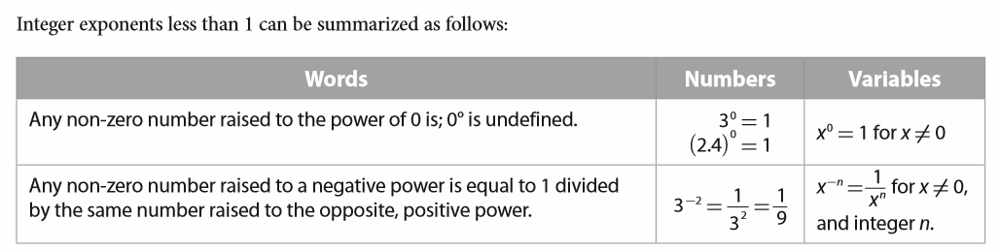 Integer exponents less than 1 can be summarized as follows:
Words Numbers Variables
Any non-zero number raised to the power of 0 is; 0⁰ is undefined.
3⁰ = 1
(2.4)⁰ = 1
x⁰ = 1 for x ≠ 0
Any non-zero number raised to a negative power is equal to 1 divided
by the same number raised to the opposite, positive power.
3⁻² = 1/3² = 1/9
x⁻ⁿ = 1/xⁿ for x ≠ 0,
and integer n.